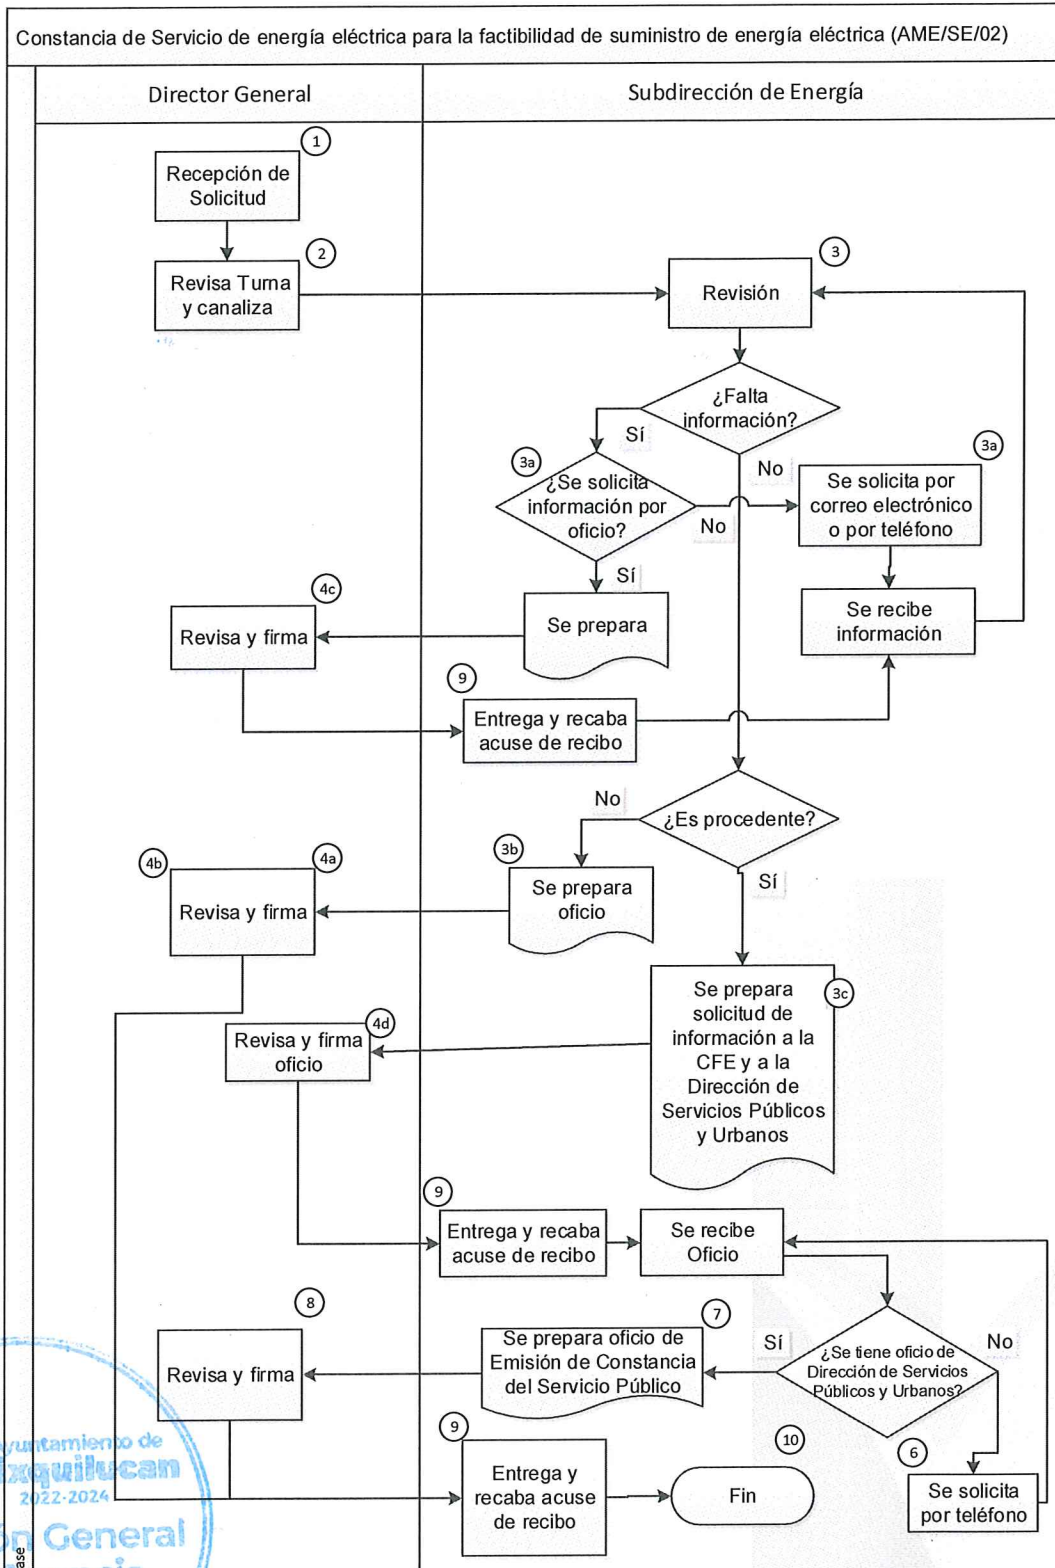 Constancia de Servicio de energía eléctrica para la factibilidad de suministro de energía eléctrica (AME/SE/02)
Director General
Subdirección de Energía
1
Recepción de
Solicitud
2
Revisa Turna
y canaliza
3
Revisión
¿Falta
información?
Sí
No
3a
¿Se solicita
información por
oficio?
No
Sí
3a
Se solicita por
correo electrónico
o por teléfono
Se recibe
información
Se prepara
4c
Revisa y firma
9
Entrega y recaba
acuse de recibo
¿Es procedente?
No
Sí
3b
Se prepara
oficio
4b
4a
Revisa y firma
3c
Se prepara
solicitud de
información a la
CFE y a la
Dirección de
Servicios Públicos
y Urbanos
4d
Revisa y firma
oficio
9
Entrega y recaba
acuse de recibo
Se recibe
Oficio
¿Se tiene oficio de
Dirección de Servicios
Públicos y Urbanos?
Sí
No
7
Se prepara oficio de
Emisión de Constancia
del Servicio Público
8
Revisa y firma
6
Se solicita
por teléfono
9
Entrega y
recaba acuse
de recibo
10
Fin
yuntamiento de
ixquilucan
2022-2024
ón General
ase